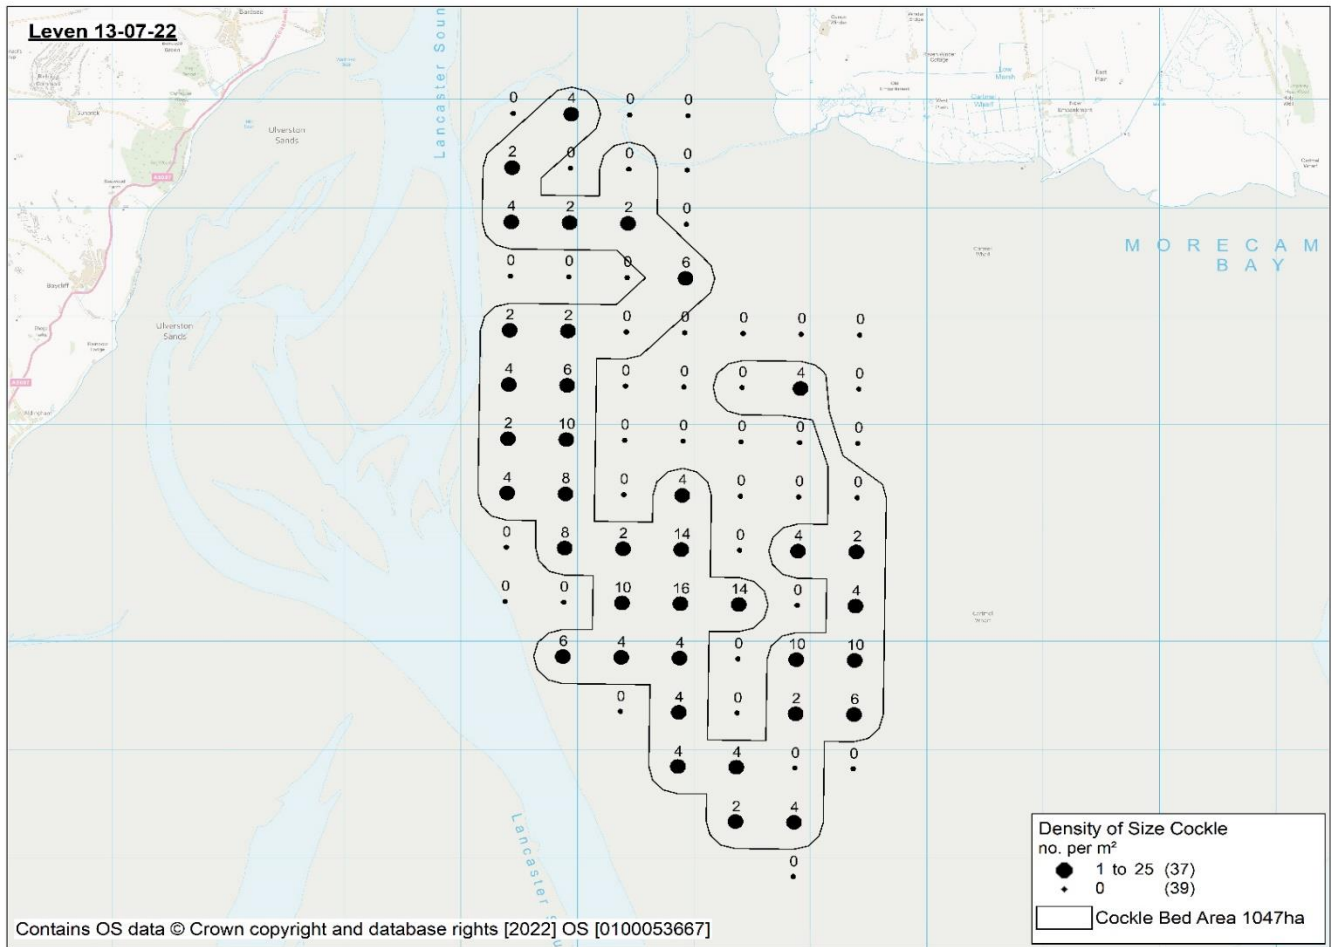 Leven 13-07-22
Bardsea
Lancaster Soun
Ulverston
Sands
MORECAM
BAY
Baycliff
Ulverston
Sands
Aldingham
0 4 0 0
2 0 0 0
4 2 2 0
0 0 0 6
2 2 0 0 0 0 0
4 6 0 0 0 4 0
2 10 0 0 0 0 0
4 8 0 4 0 0 0
0 8 2 14 0 4 2
0 0 10 16 14 0 4
6 4 4 0 10 10
0 4 0 2 6
4 4 0 0
2 4
0
Lancaster S
Density of Size Cockle
no. per m²
1 to 25 (37)
0 (39)
Cockle Bed Area 1047ha
Contains OS data © Crown copyright and database rights [2022] OS [0100053667]